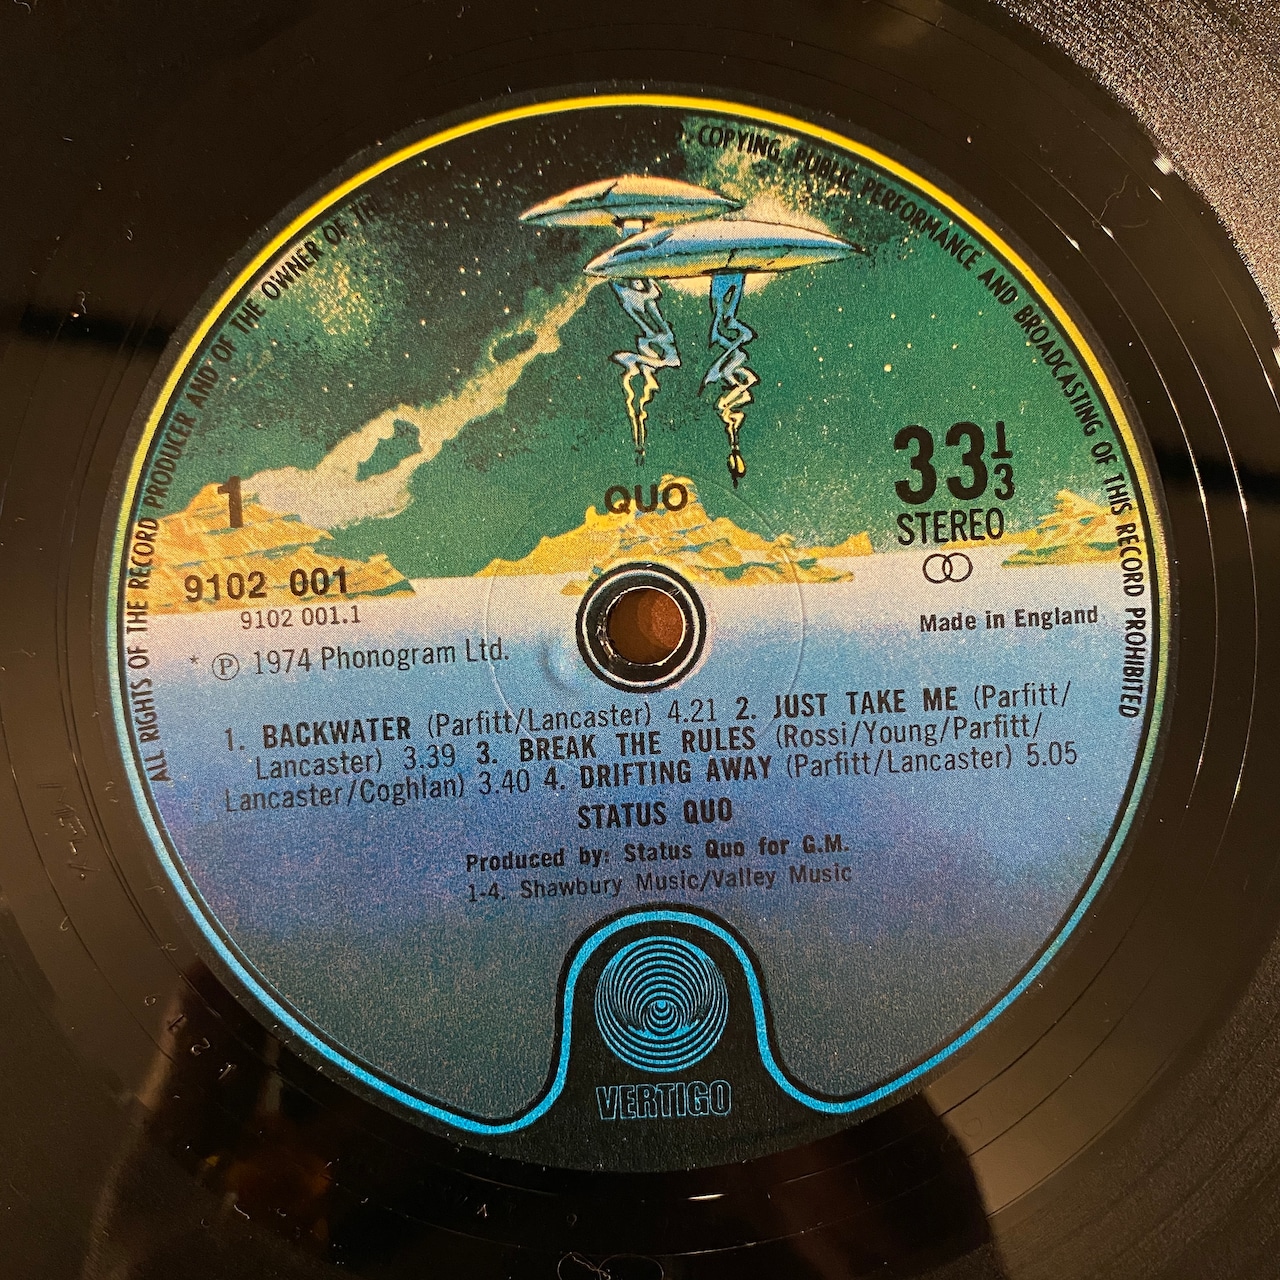 ALL RIGHTS OF THE RECORD PRODUCER AND OF THE OWNER OF THE
COPYING, PUBLIC PERFORMANCE AND BROADCASTING OF THIS RECORD PROHIBITED
1
QUO
33 1/3
STEREO
9102 001
9102 001.1
Made in England
* ℗ 1974 Phonogram Ltd.
1. BACKWATER (Parfitt/Lancaster) 4.21 2. JUST TAKE ME (Parfitt/
Lancaster) 3.39 3. BREAK THE RULES (Rossi/Young/Parfitt/
Lancaster/Coghlan) 3.40 4. DRIFTING AWAY (Parfitt/Lancaster) 5.05
STATUS QUO
Produced by: Status Quo for G.M.
1-4. Shawbury Music/Valley Music
VERTIGO